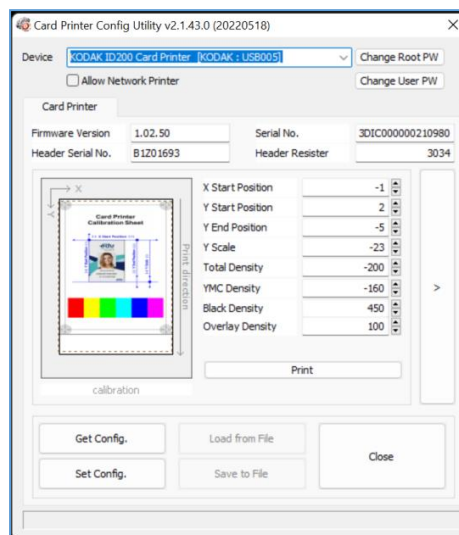 Card Printer Config Utility v2.1.43.0 (20220518)
Device KODAK ID200 Card Printer [KODAK : USB005] Change Root PW
Allow Network Printer Change User PW
Card Printer
Firmware Version 1.02.50 Serial No. 3DIC000000210980
Header Serial No. B1Z01693 Header Resister 3034
X
Y
Card Printer
Calibration Sheet
Print direction
calibration
X Start Position -1
Y Start Position 2
Y End Position -5
Y Scale -23
Total Density -200
YMC Density -160
Black Density 450
Overlay Density 100
Print
>
Get Config. Load from File
Set Config. Save to File
Close